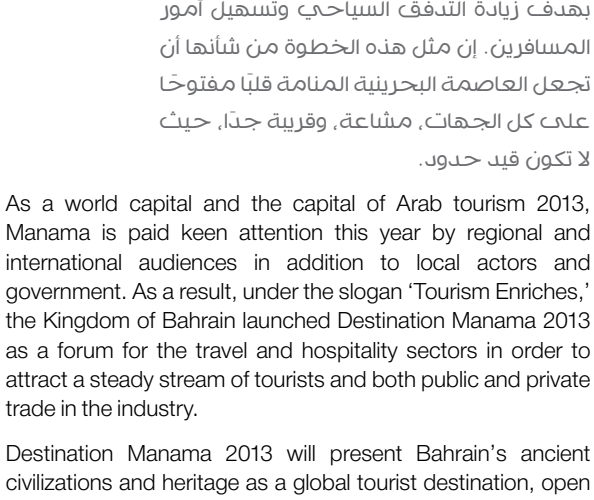 بهدف زيادة التدفق السياحي وتسهيل أمور
المسافرين. إن مثل هذه الخطوة من شأنها أن
تجعل العاصمة البحرينية المنامة قلبًا مفتوحًا
على كل الجهات، مشاعة، وقريبة جدًا، حيث
لا تكون قيد حدود.
As a world capital and the capital of Arab tourism 2013,
Manama is paid keen attention this year by regional and
international audiences in addition to local actors and
government. As a result, under the slogan ‘Tourism Enriches,’
the Kingdom of Bahrain launched Destination Manama 2013
as a forum for the travel and hospitality sectors in order to
attract a steady stream of tourists and both public and private
trade in the industry.
Destination Manama 2013 will present Bahrain’s ancient
civilizations and heritage as a global tourist destination, open